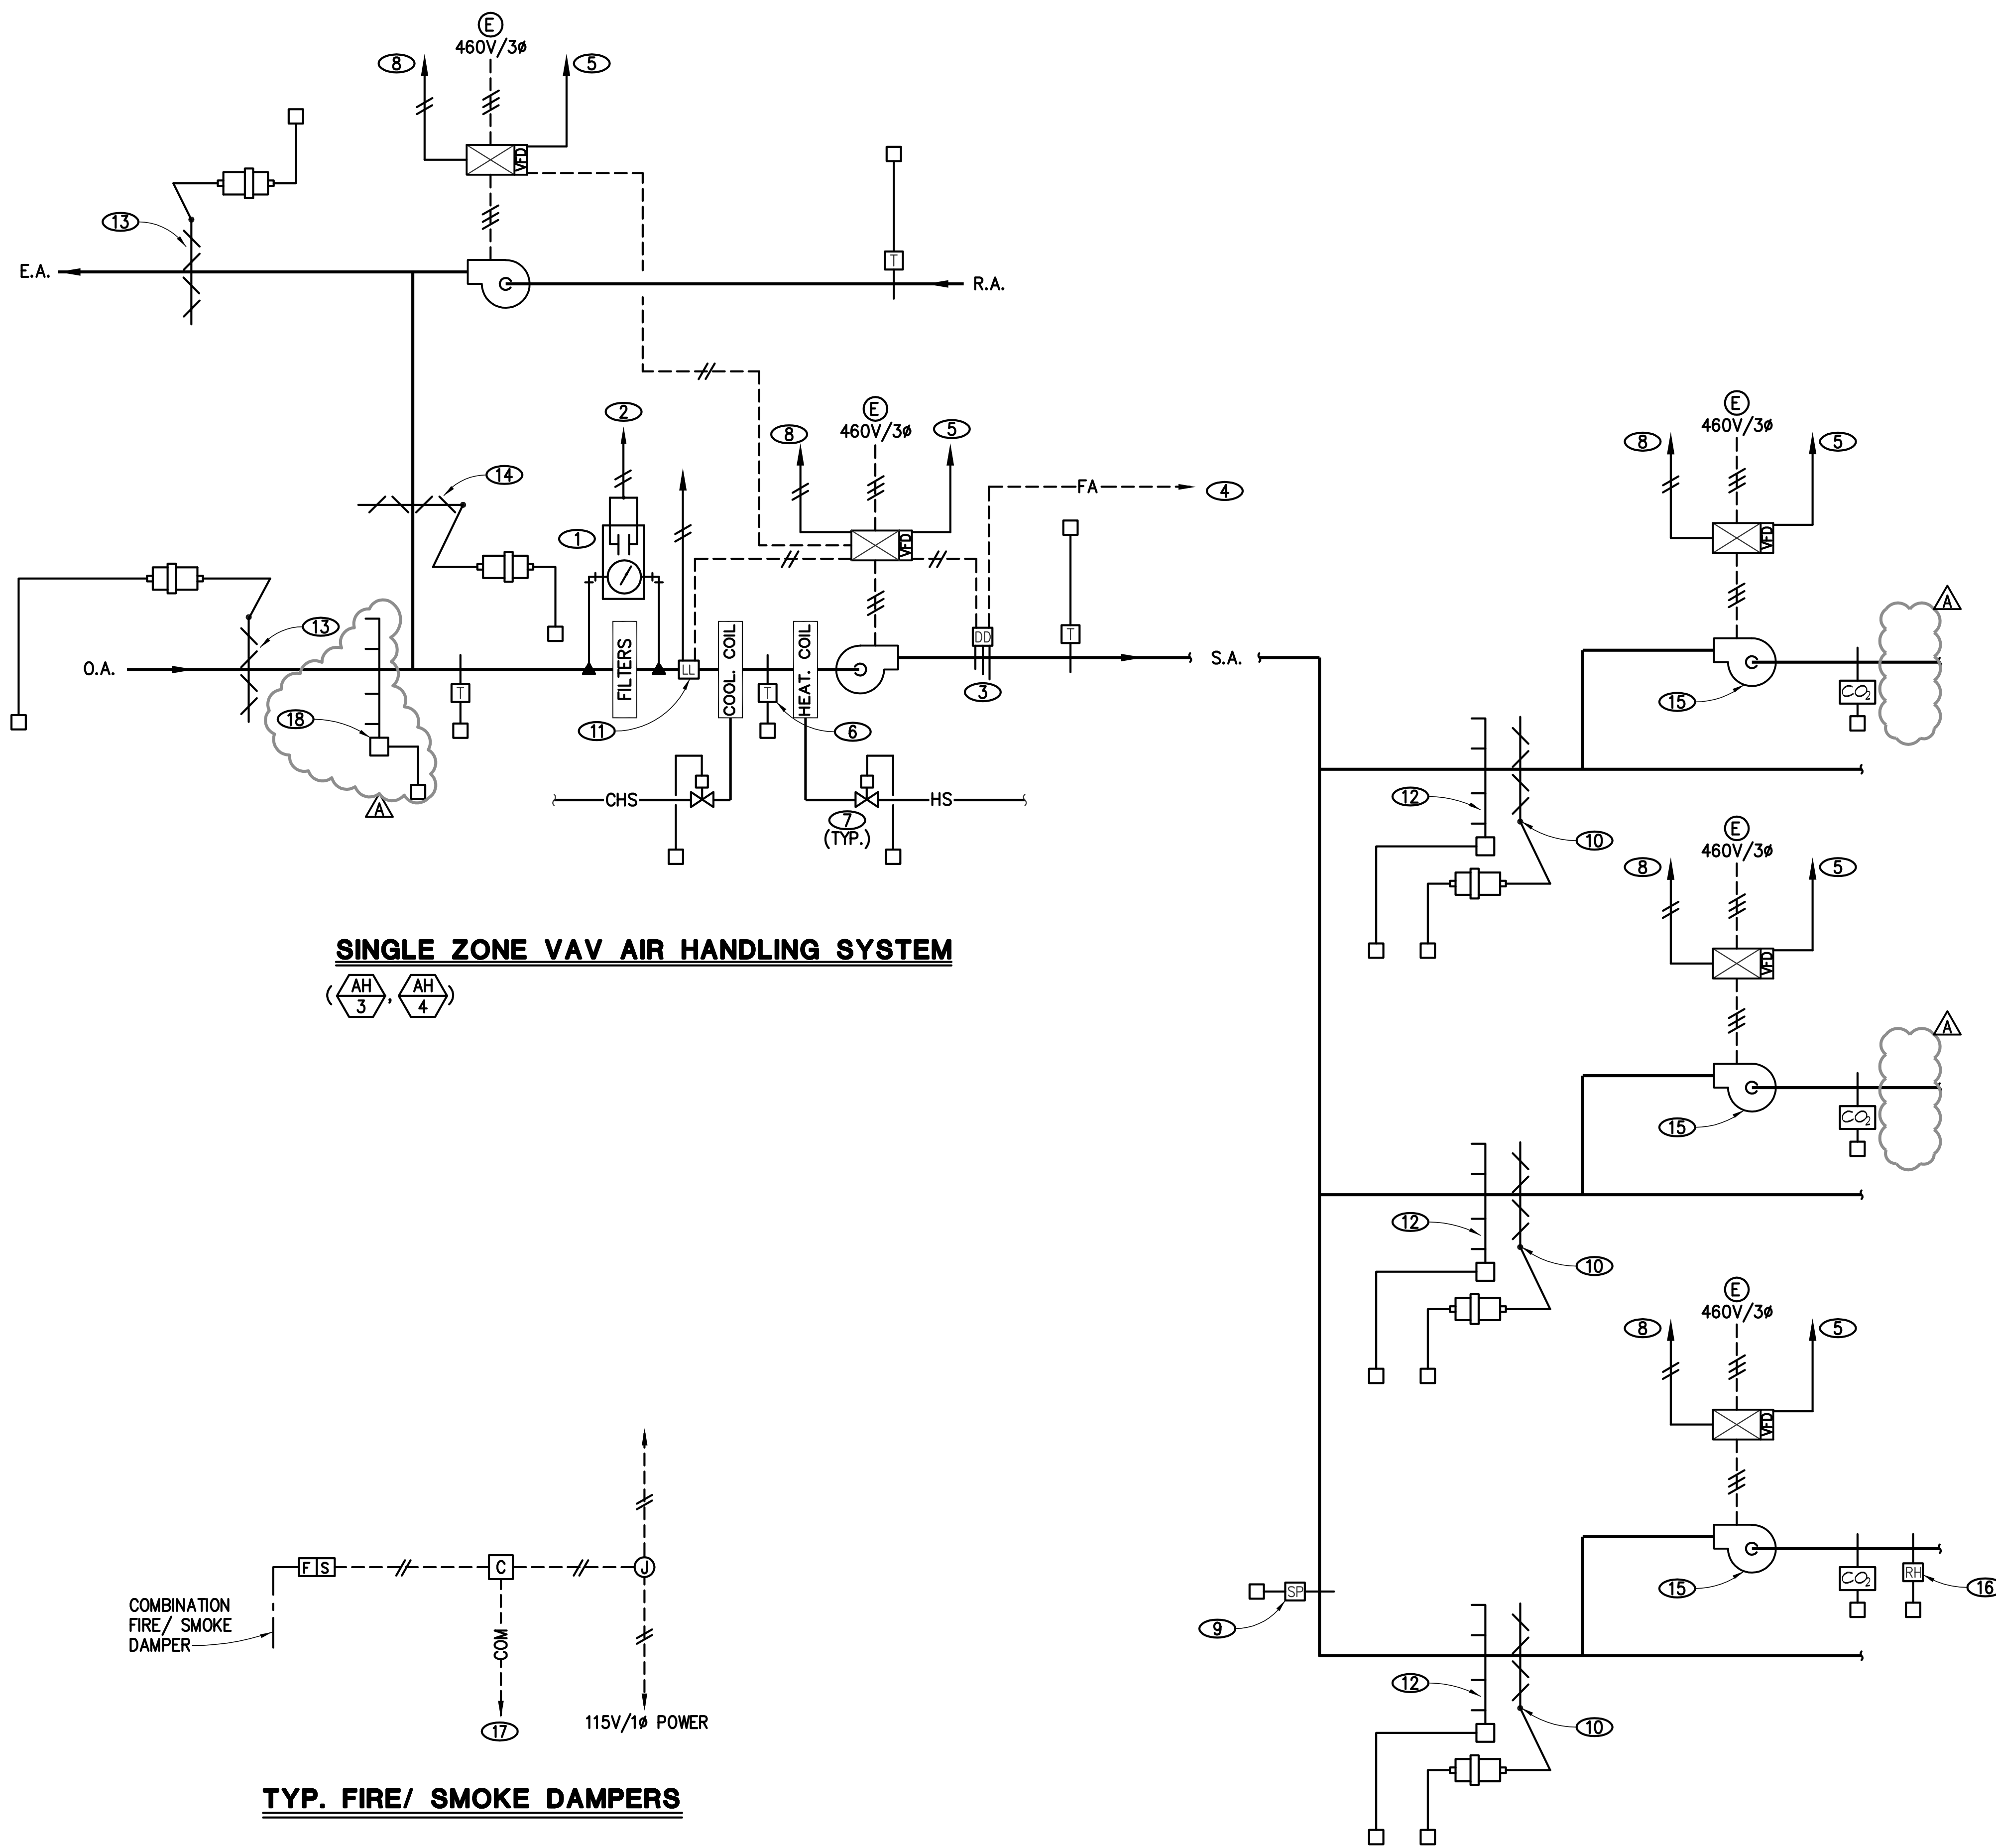 E
460V/3ø
8
5
VFD
13
T
E.A.
R.A.
2
E
460V/3ø
8
5
E
460V/3ø
8
5
14
FA
4
1
VFD
VFD
13
FILTERS
COOL. COIL
HEAT. COIL
DD
T
A
O.A.
LL
T
T
S.A.
3
15
CO2
18
11
6
A
CHS
HS
7
(TYP.)
12
10
E
460V/3ø
8
5
SINGLE ZONE VAV AIR HANDLING SYSTEM
( AH 3 , AH 4 )
VFD
A
15
CO2
12
10
E
460V/3ø
8
5
VFD
F S
C
J
COMBINATION
FIRE/ SMOKE
DAMPER
COM
17
115V/1ø POWER
SP
9
15
CO2
RH
16
12
10
TYP. FIRE/ SMOKE DAMPERS